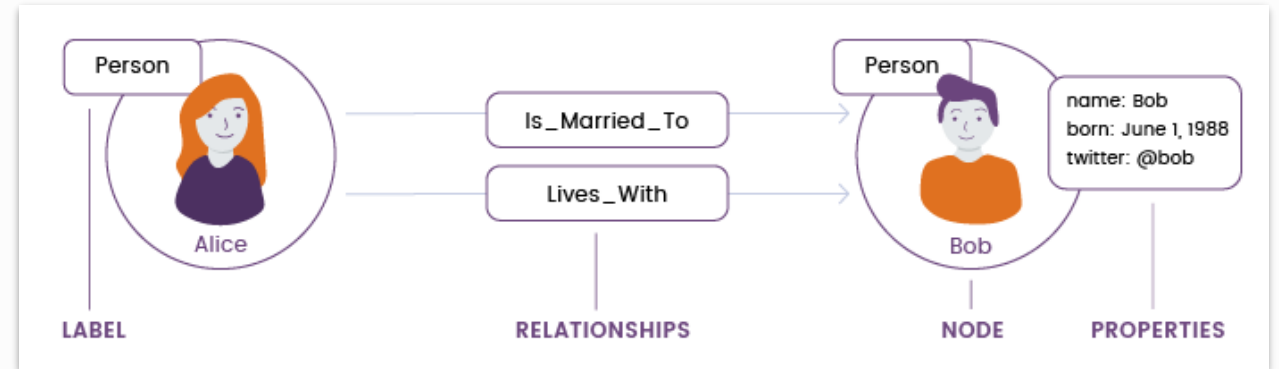 Person
Alice
Is_Married_To
Lives_With
Person
Bob
name: Bob
born: June 1, 1988
twitter: @bob
LABEL
RELATIONSHIPS
NODE
PROPERTIES